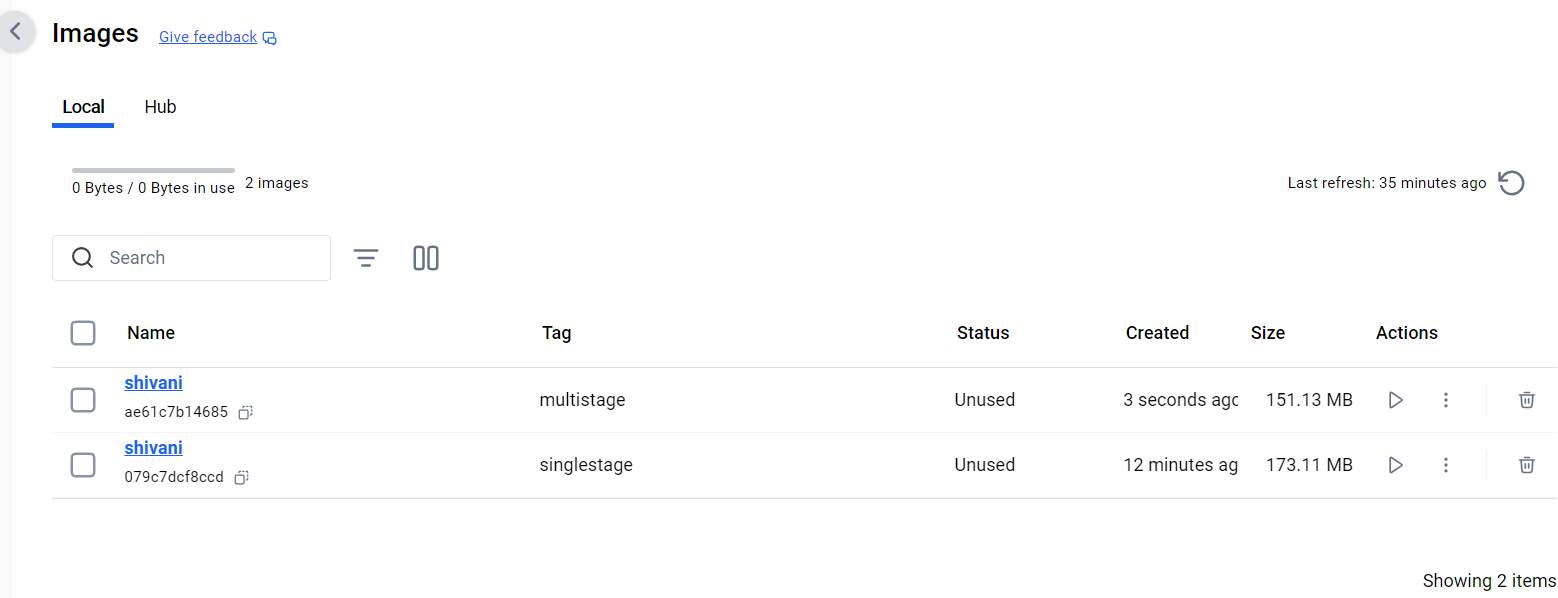 Images Give feedback
Local Hub
0 Bytes / 0 Bytes in use 2 images Last refresh: 35 minutes ago
Search
Name Tag Status Created Size Actions
shivani
ae61c7b14685 multistage Unused 3 seconds agc 151.13 MB
shivani
079c7dcf8ccd singlestage Unused 12 minutes ag 173.11 MB
Showing 2 items